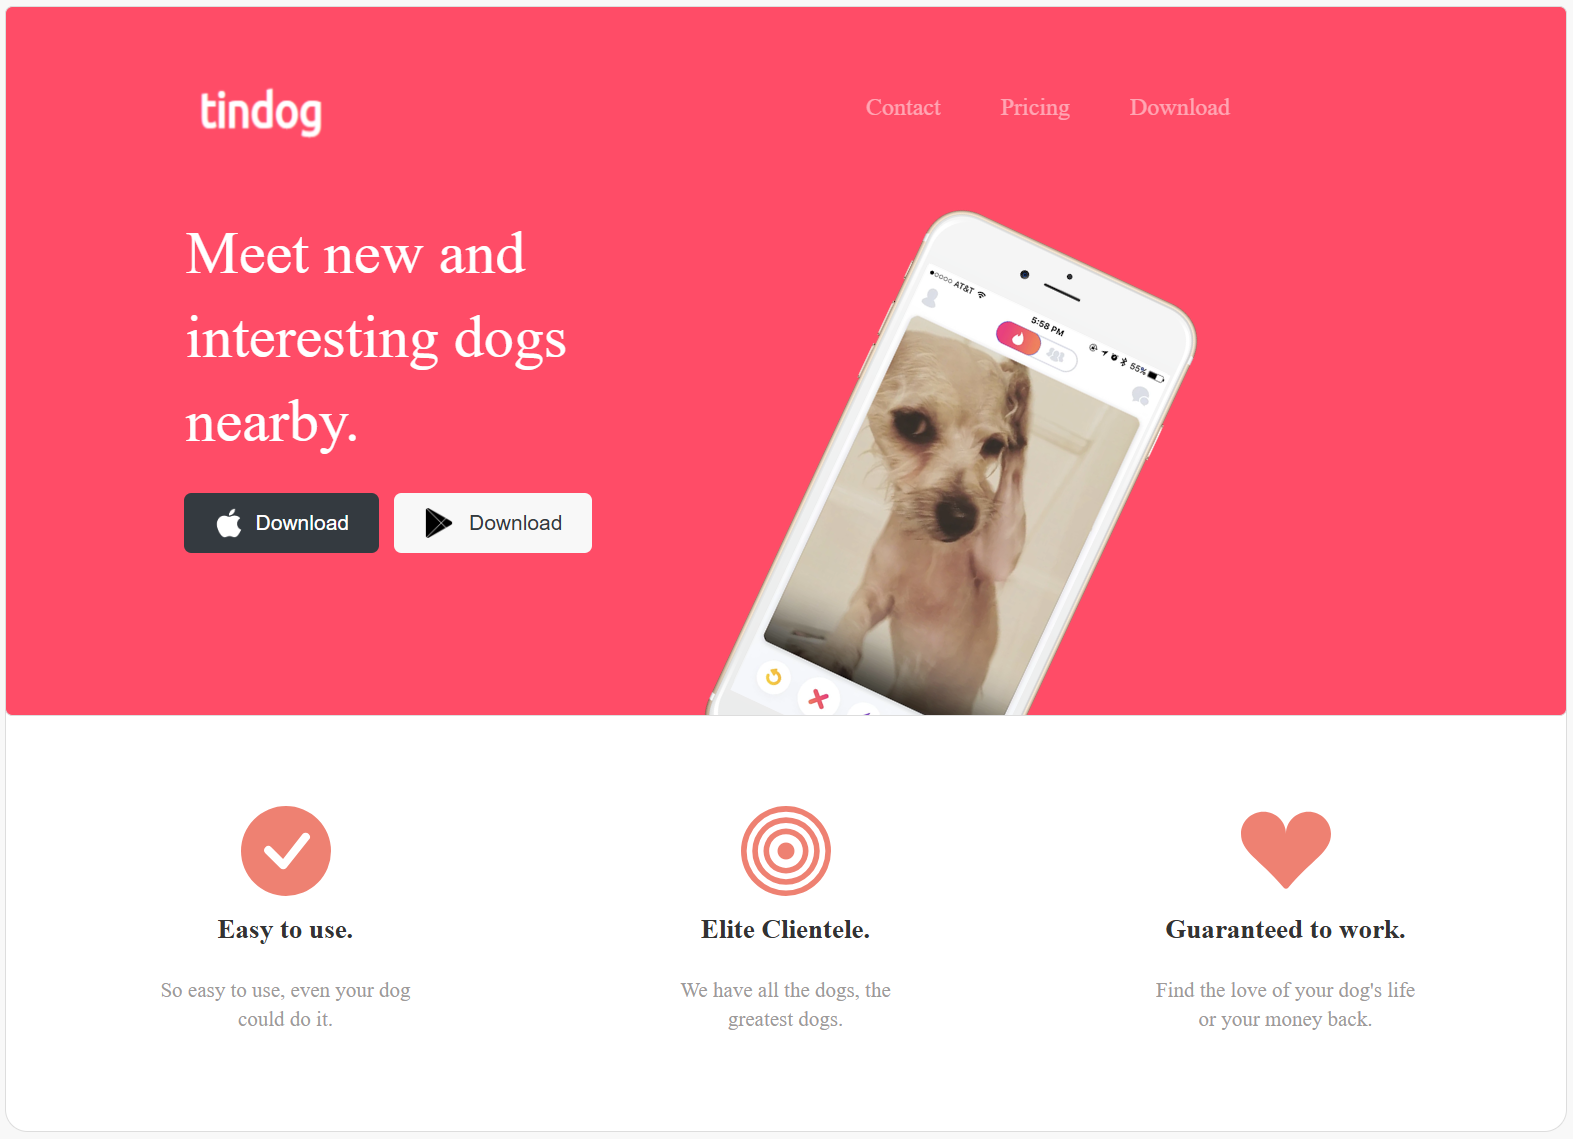 tindog
Contact Pricing Download
Meet new and
interesting dogs
nearby.
Download Download
AT&T
5:58 PM
55%
Easy to use.
Elite Clientele.
Guaranteed to work.
So easy to use, even your dog
could do it.
We have all the dogs, the
greatest dogs.
Find the love of your dog's life
or your money back.